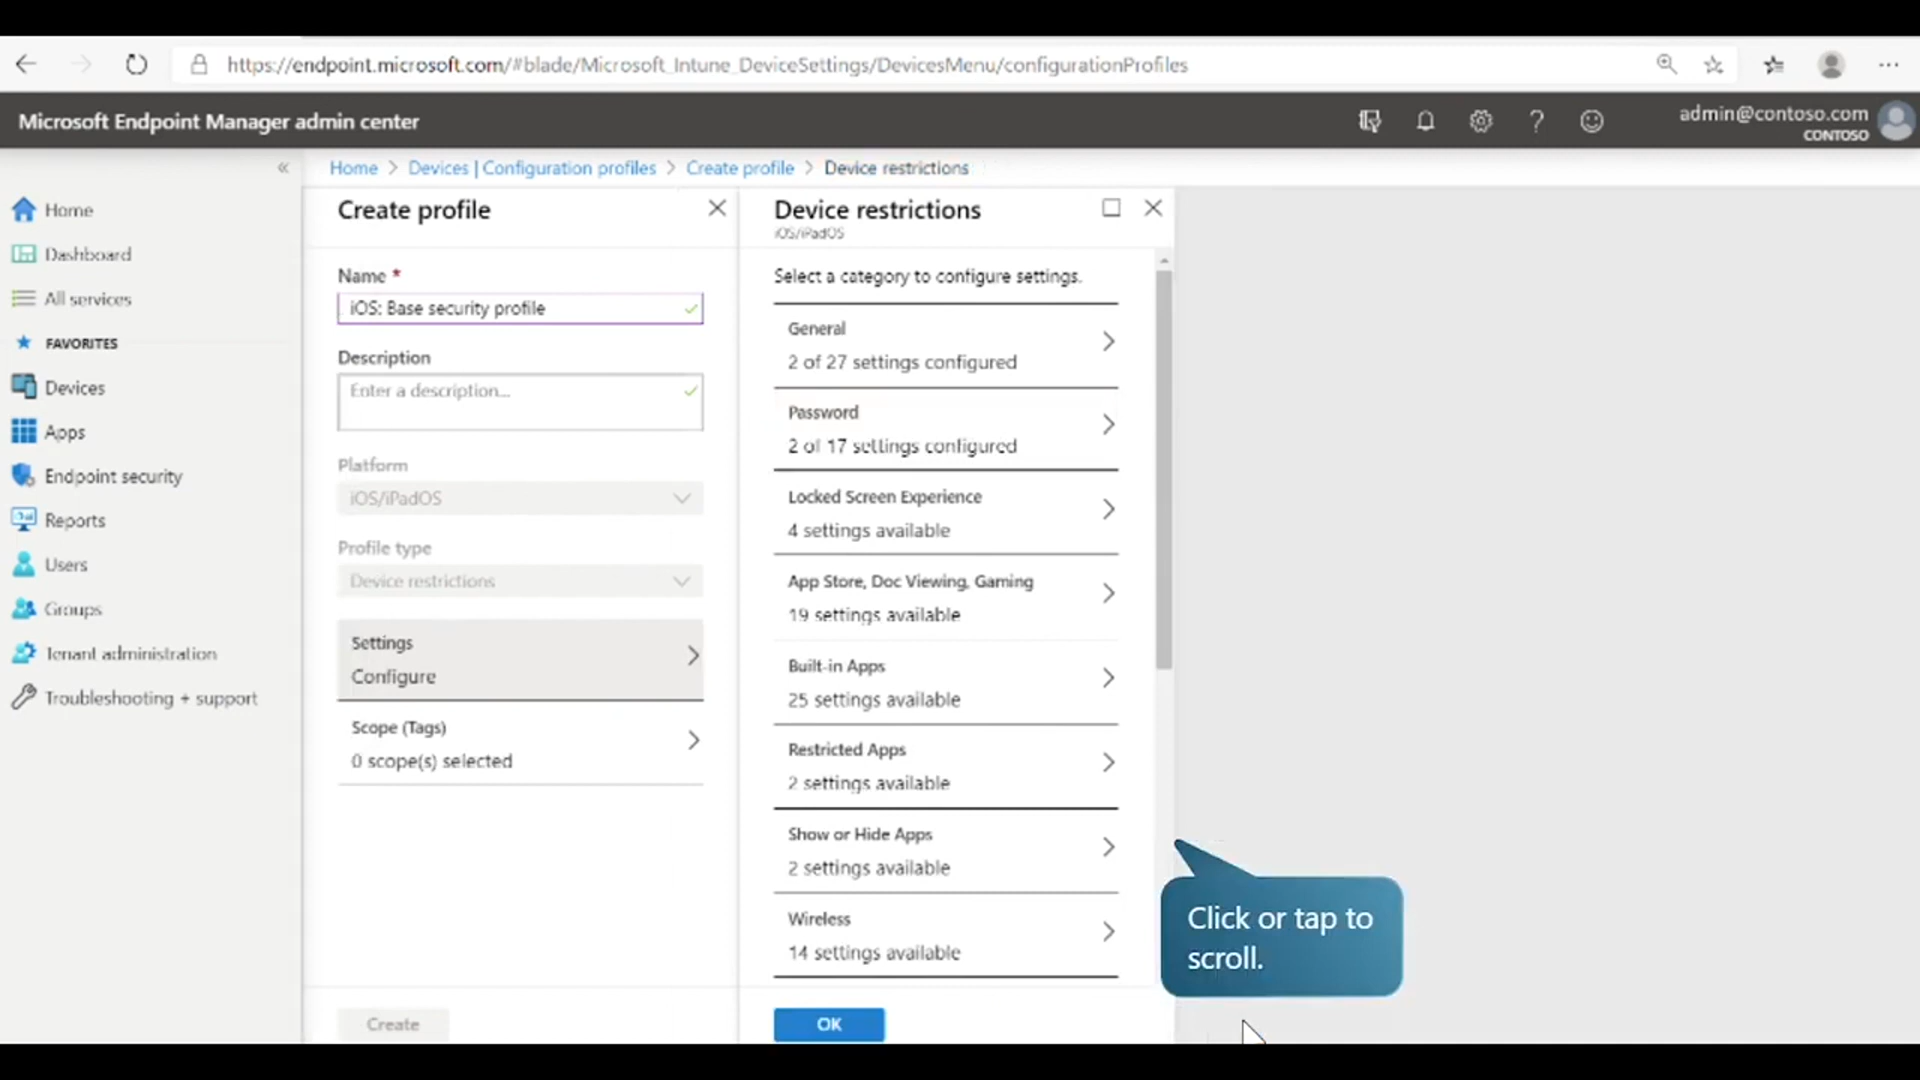 https://endpoint.microsoft.com/#blade/Microsoft_Intune_DeviceSettings/DevicesMenu/configurationProfiles
Microsoft Endpoint Manager admin center
admin@contoso.com
CONTOSO
Home > Devices | Configuration profiles > Create profile > Device restrictions
Home
Dashboard
All services
FAVORITES
Devices
Apps
Endpoint security
Reports
Users
Groups
Tenant administration
Troubleshooting + support
Create profile
Name *
iOS: Base security profile
Description
Enter a description...
Platform
iOS/iPadOS
Profile type
Device restrictions
Settings
Configure
Scope (Tags)
0 scope(s) selected
Create
Device restrictions
iOS/iPadOS
Select a category to configure settings.
General
2 of 27 settings configured
Password
2 of 17 settings configured
Locked Screen Experience
4 settings available
App Store, Doc Viewing, Gaming
19 settings available
Built-in Apps
25 settings available
Restricted Apps
2 settings available
Show or Hide Apps
2 settings available
Wireless
14 settings available
OK
Click or tap to
scroll.